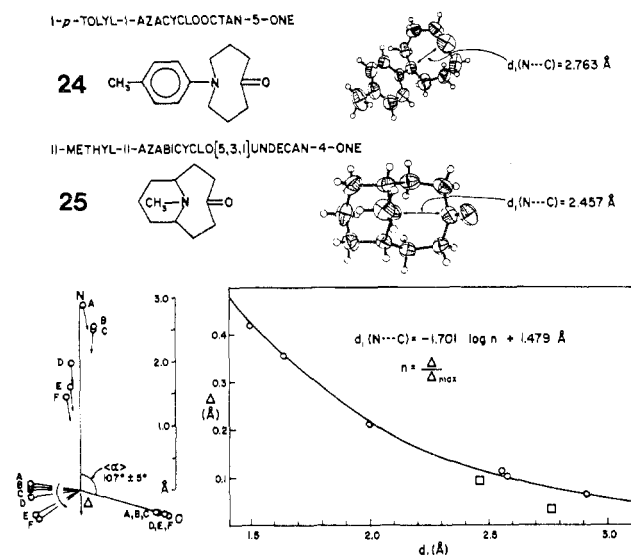 1-p-TOLYL-1-AZACYCLOOCTAN-5-ONE
24
CH3
N
O
d1(N---C)=2.763 Å
11-METHYL-11-AZABICYCLO[5,3,1]UNDECAN-4-ONE
25
CH3-N
O
d1(N---C)=2.457 Å
N
A
B
C
D
E
F
3.0
2.0
1.0
Å
<α>
107°±5°
A
B
C
D
E
F
Δ
A,B,C
D,E,F
O
0.4
0.3
Δ
(Å)
0.2
0.1
d1(N---C)= -1.701 log n + 1.479 Å
n = Δ / Δmax
1.5 2.0 2.5 3.0
d1(Å)